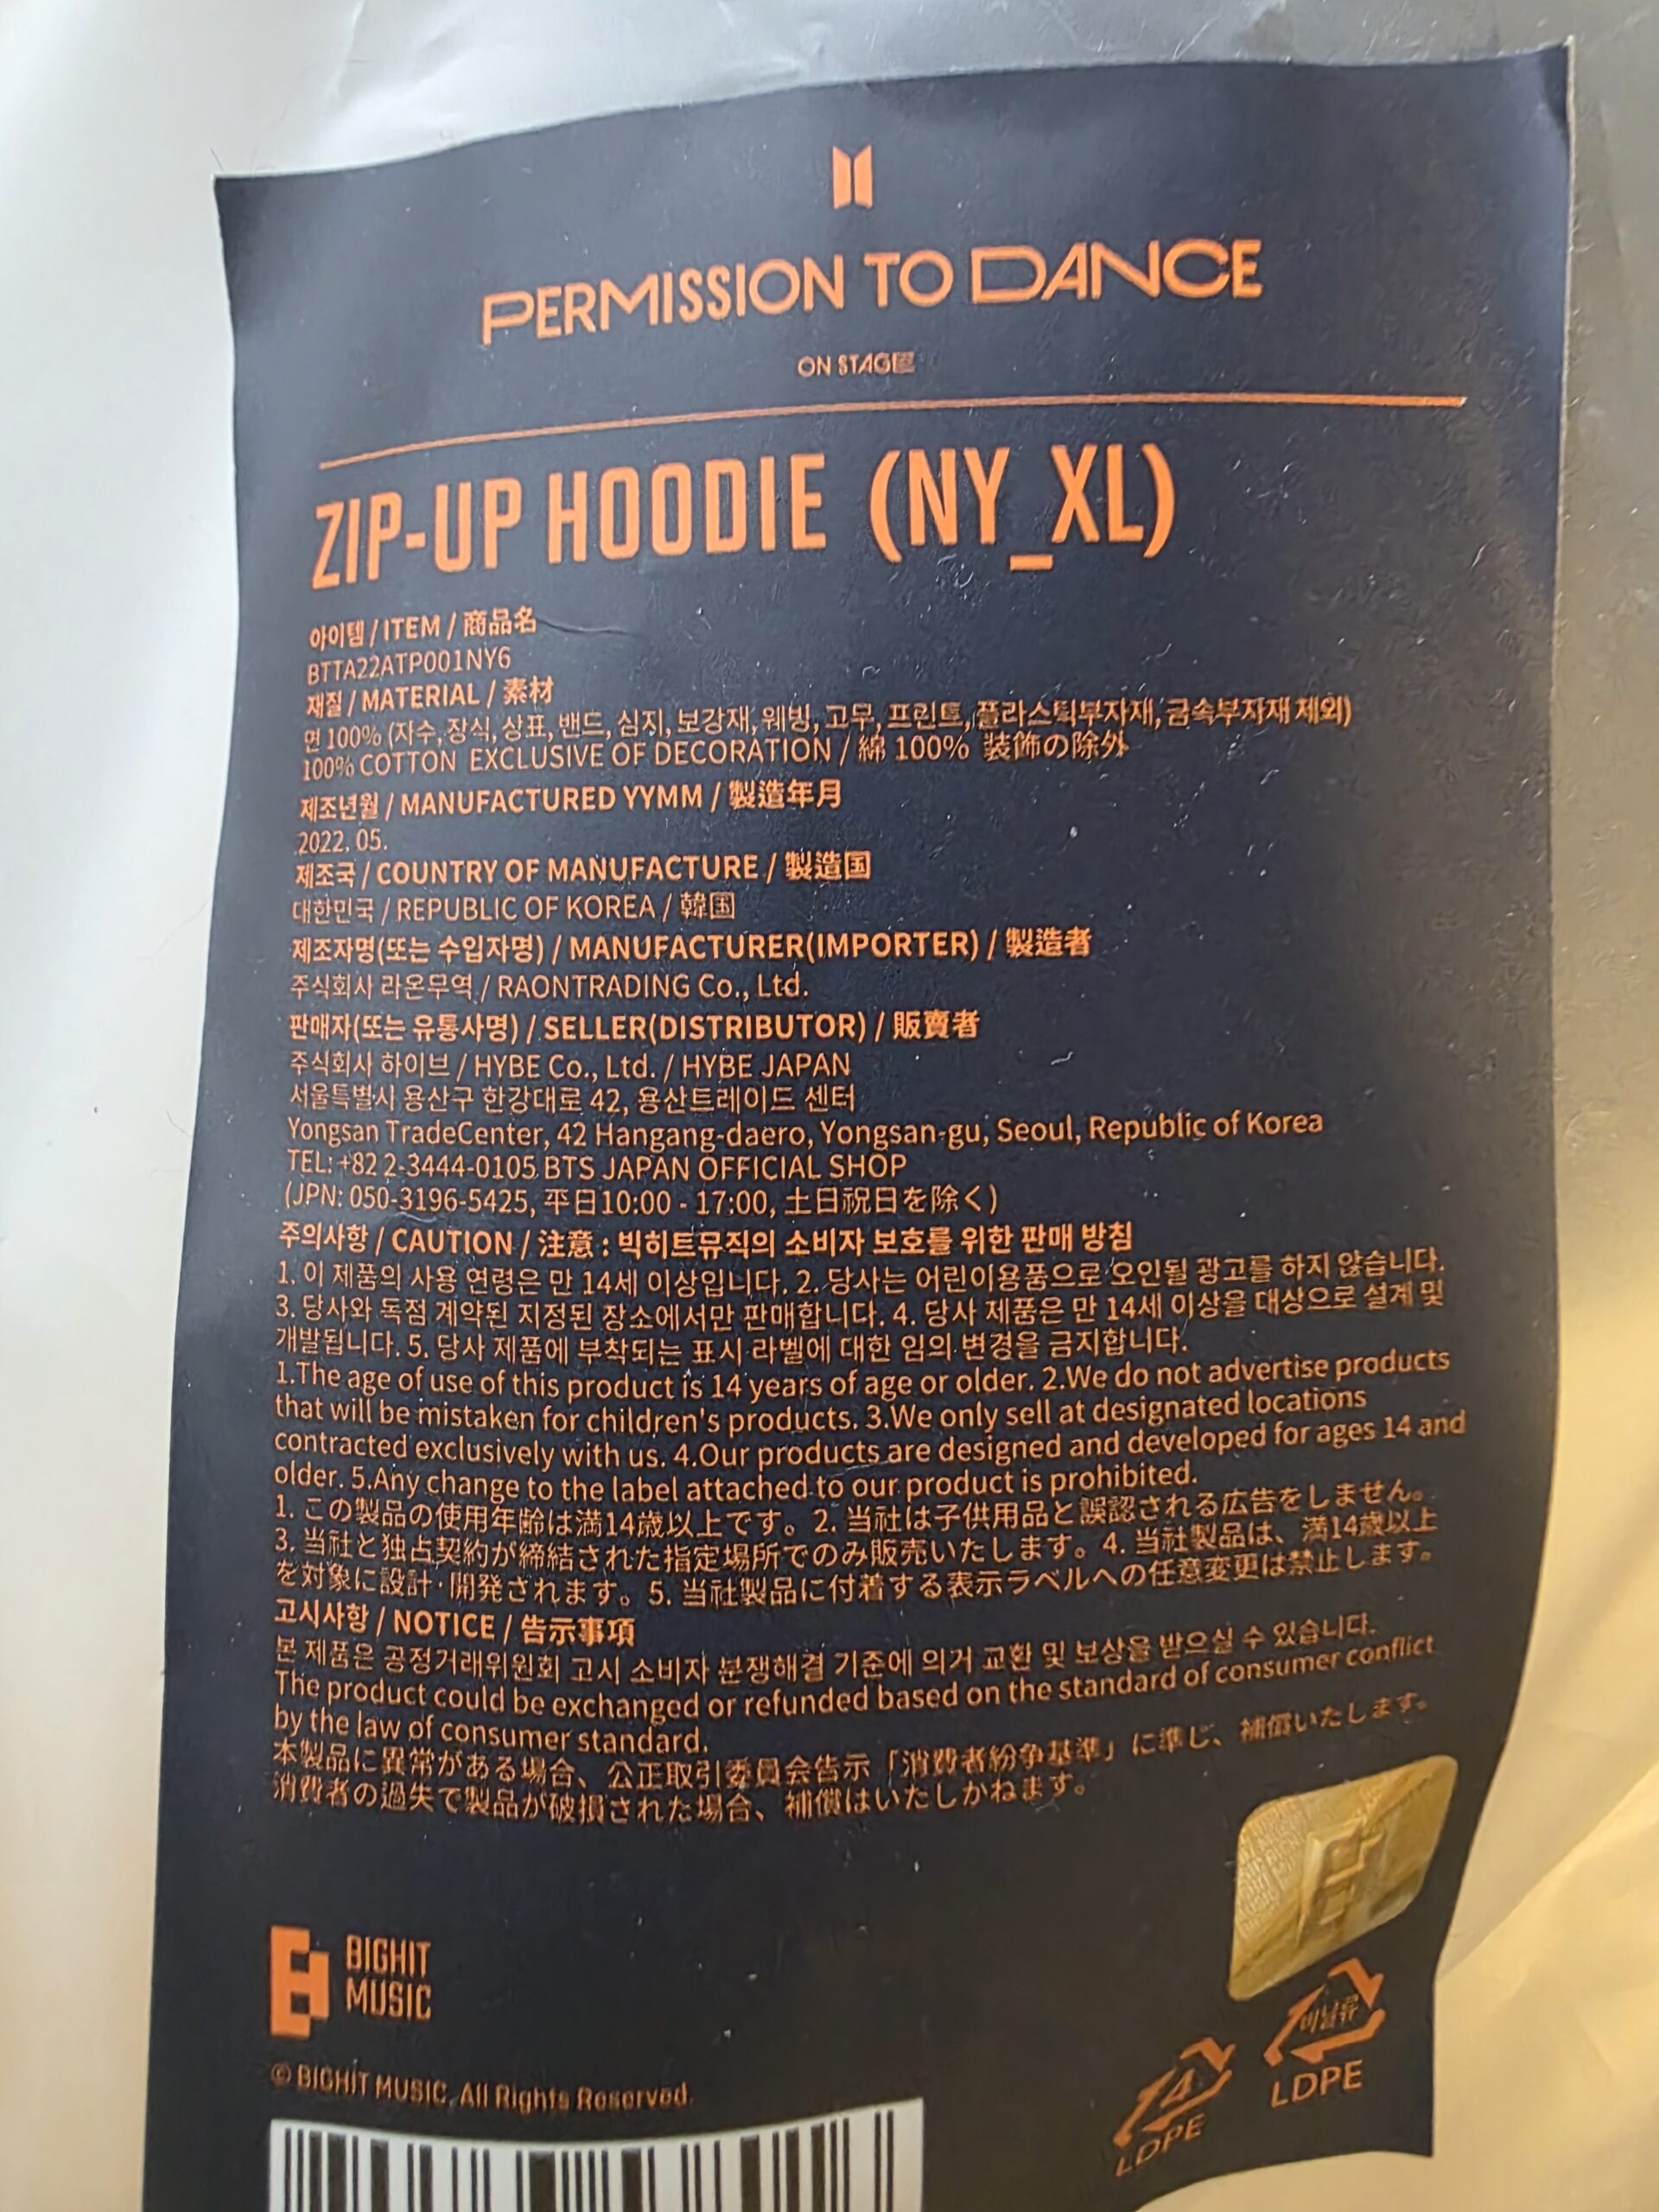 PERMISSION TO DANCE
ON STAGE
ZIP-UP HOODIE (NY_XL)
아이템 / ITEM / 商品名
BTTA22ATP001NY6
재질 / MATERIAL / 素材
면 100% (자수, 장식, 상표, 밴드, 심지, 보강재, 웨빙, 고무, 프린트, 플라스틱부자재, 금속부자재 제외)
100% COTTON EXCLUSIVE OF DECORATION / 綿 100% 装飾の除外
제조년월 / MANUFACTURED YYMM / 製造年月
2022. 05.
제조국 / COUNTRY OF MANUFACTURE / 製造国
대한민국 / REPUBLIC OF KOREA / 韓国
제조자명(또는 수입자명) / MANUFACTURER(IMPORTER) / 製造者
주식회사 라온무역 / RAONTRADING Co., Ltd.
판매자(또는 유통사명) / SELLER(DISTRIBUTOR) / 販賣者
주식회사 하이브 / HYBE Co., Ltd. / HYBE JAPAN
서울특별시 용산구 한강대로 42, 용산트레이드 센터
Yongsan TradeCenter, 42 Hangang-daero, Yongsan-gu, Seoul, Republic of Korea
TEL: +82 2-3444-0105 BTS JAPAN OFFICIAL SHOP
(JPN: 050-3196-5425, 平日10:00 - 17:00, 土日祝日を除く)
주의사항 / CAUTION / 注意 : 빅히트뮤직의 소비자 보호를 위한 판매 방침
1. 이 제품의 사용 연령은 만 14세 이상입니다. 2. 당사는 어린이용품으로 오인될 광고를 하지 않습니다.
3. 당사와 독점 계약된 지정된 장소에서만 판매합니다. 4. 당사 제품은 만 14세 이상을 대상으로 설계 및
개발됩니다. 5. 당사 제품에 부착되는 표시 라벨에 대한 임의 변경을 금지합니다.
1.The age of use of this product is 14 years of age or older. 2.We do not advertise products
that will be mistaken for children's products. 3.We only sell at designated locations
contracted exclusively with us. 4.Our products are designed and developed for ages 14 and
older. 5.Any change to the label attached to our product is prohibited.
1. この製品の使用年齢は満14歳以上です。2. 当社は子供用品と誤認される広告をしません。
3. 当社と独占契約が締結された指定場所でのみ販売いたします。4. 当社製品は、満14歳以上
を対象に設計·開発されます。5. 当社製品に付着する表示ラベルへの任意変更は禁止します。
고시사항 / NOTICE / 告示事項
본 제품은 공정거래위원회 고시 소비자 분쟁해결 기준에 의거 교환 및 보상을 받으실 수 있습니다.
The product could be exchanged or refunded based on the standard of consumer conflict
by the law of consumer standard.
本製品に異常がある場合、公正取引委員会告示「消費者紛争基準」に準じ、補償いたします。
消費者の過失で製品が破損された場合、補償はいたしかねます。
BIGHIT
MUSIC
© BIGHIT MUSIC. All Rights Reserved.
비닐류
LDPE
4
LDPE